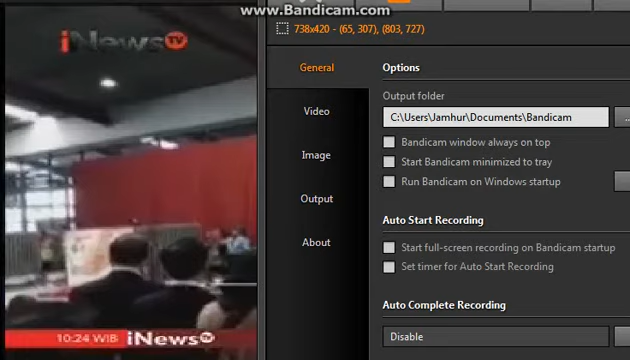 www.Bandicam.com
iNews TV
738x420 - (65, 307), (803, 727)
General
Video
Image
Output
About
Options
Output folder
C:\Users\Jamhur\Documents\Bandicam
...
Bandicam window always on top
Start Bandicam minimized to tray
Run Bandicam on Windows startup
Auto Start Recording
Start full-screen recording on Bandicam startup
Set timer for Auto Start Recording
Auto Complete Recording
Disable
10:24 WIB iNews TV